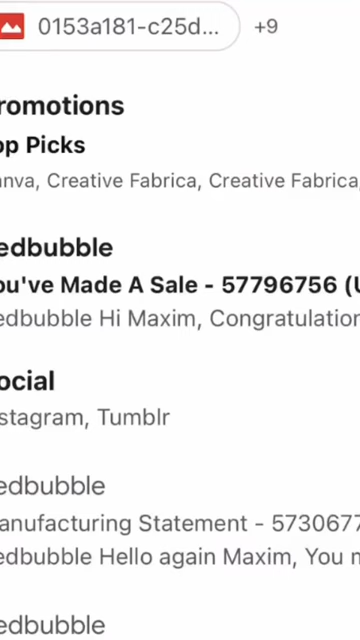 0153a181-c25d... +9
romotions
op Picks
anva, Creative Fabrica, Creative Fabrica,
edbubble
ou've Made A Sale - 57796756 (U
edbubble Hi Maxim, Congratulation
ocial
stagram, Tumblr
edbubble
anufacturing Statement - 5730677
edbubble Hello again Maxim, You m
edbubble